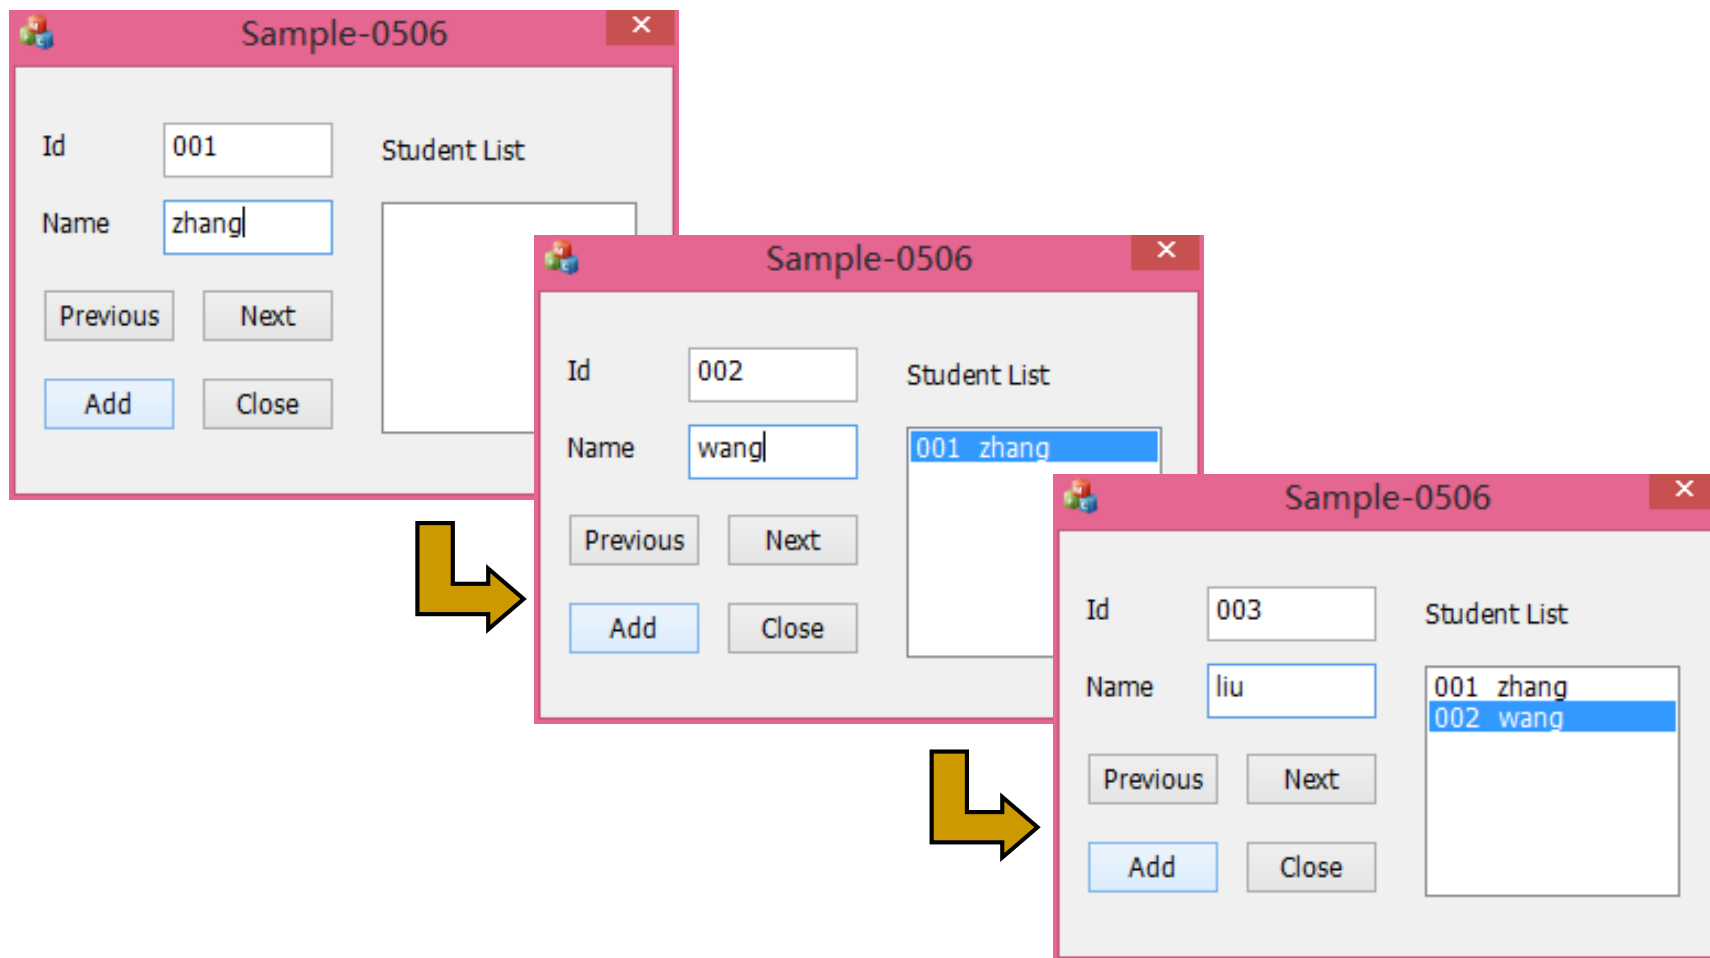 Sample-0506
Id 001 Student List
Name zhang
Previous Next
Add Close
Sample-0506
Id 002 Student List
Name wang 001 zhang
Previous Next
Add Close
Sample-0506
Id 003 Student List
Name liu 001 zhang
002 wang
Previous Next
Add Close